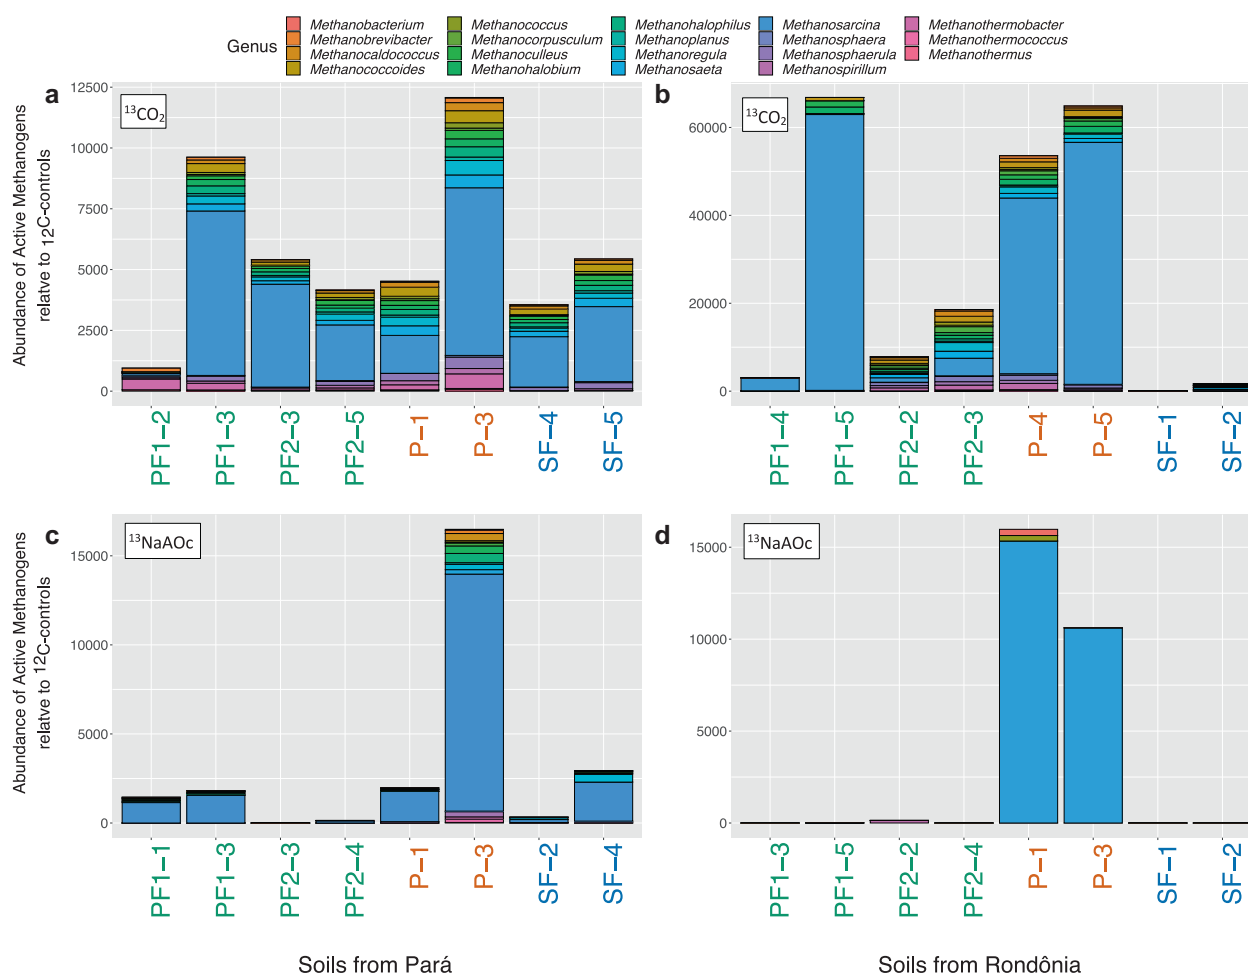 Genus
Methanobacterium
Methanobrevibacter
Methanocaldococcus
Methanococcoides
Methanococcus
Methanocorpusculum
Methanoculleus
Methanohalobium
Methanohalophilus
Methanoplanus
Methanoregula
Methanosaeta
Methanosarcina
Methanosphaera
Methanosphaerula
Methanospirillum
Methanothermobacter
Methanothermococcus
Methanothermus
Abundance of Active Methanogens
relatve to 12C-controls
a
13CO2
12500
10000
7500
5000
2500
0
PF1-2
PF1-3
PF2-3
PF2-5
P-1
P-3
SF-4
SF-5
b
13CO2
60000
40000
20000
0
PF1-4
PF1-5
PF2-2
PF2-3
P-4
P-5
SF-1
SF-2
Abundance of Active Methanogens
relatve to 12C-controls
c
13NaAOc
15000
10000
5000
0
PF1-1
PF1-3
PF2-3
PF2-4
P-1
P-3
SF-2
SF-4
d
13NaAOc
15000
10000
5000
0
PF1-3
PF1-5
PF2-2
PF2-4
P-1
P-3
SF-1
SF-2
Soils from Pará
Soils from Rondônia